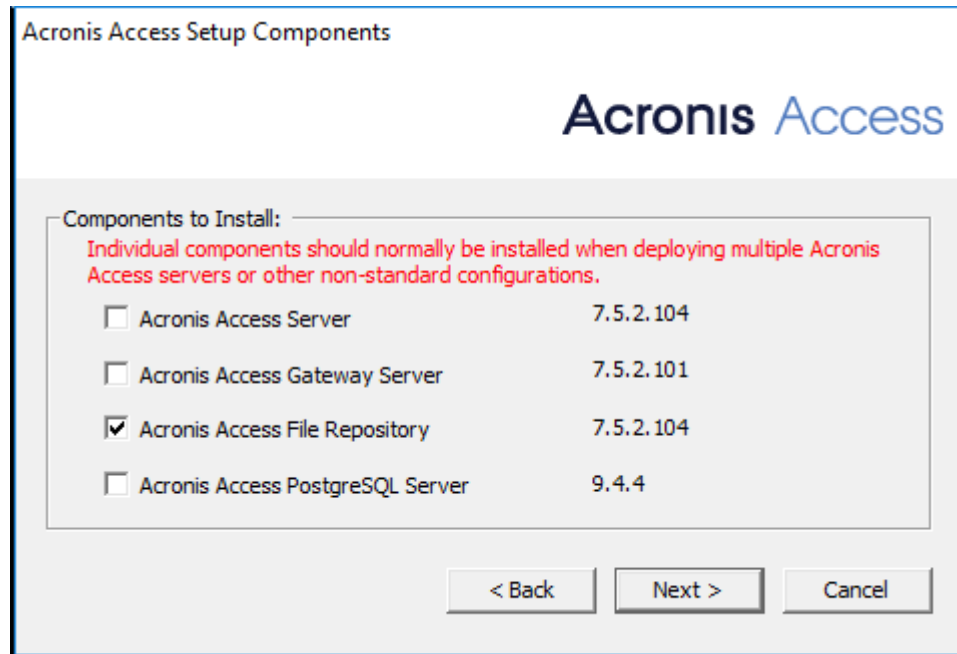 Acronis Access Setup Components
Acronis Access
Components to Install:
Individual components should normally be installed when deploying multiple Acronis
Access servers or other non-standard configurations.
Acronis Access Server 7.5.2.104
Acronis Access Gateway Server 7.5.2.101
Acronis Access File Repository 7.5.2.104
Acronis Access PostgreSQL Server 9.4.4
< Back Next > Cancel